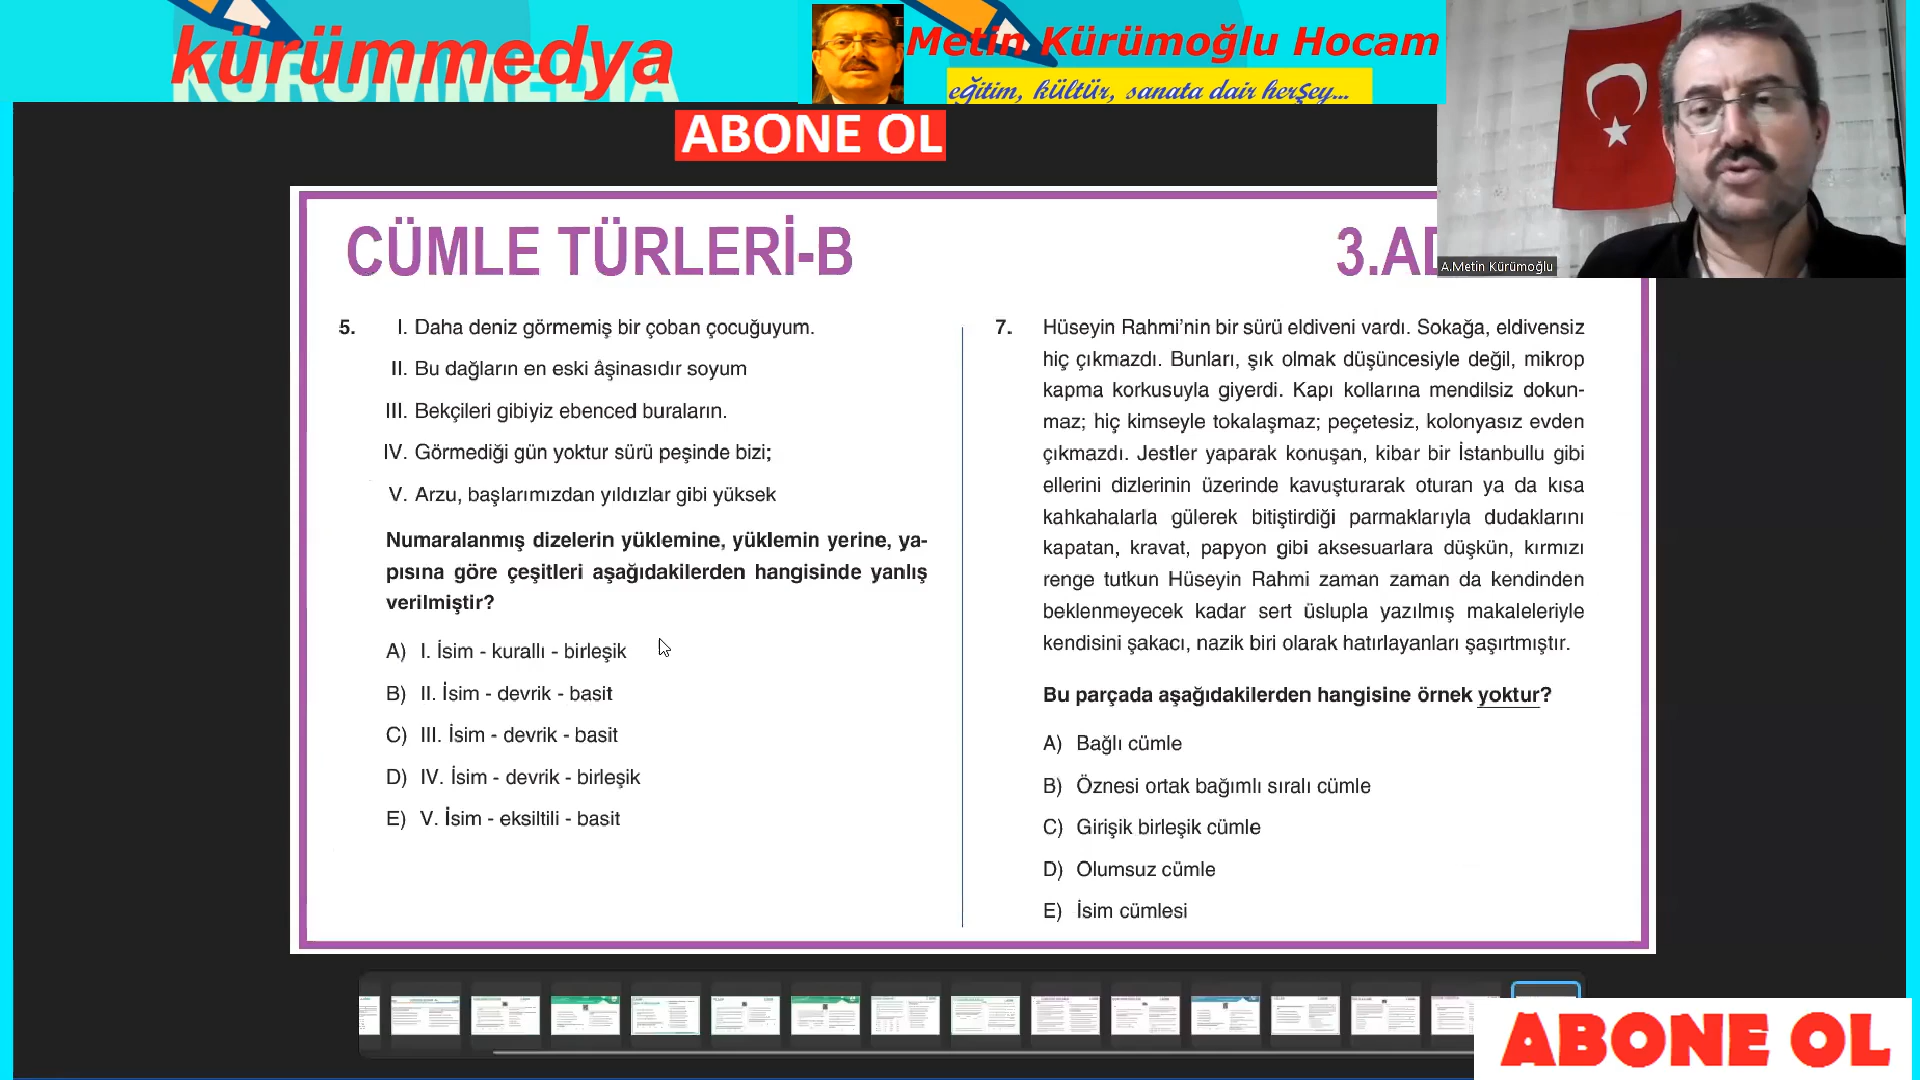 kürümmedya
KÜRÜMMEDIA
Metin Kürümoğlu Hocam
eğitim, kültür, sanata dair herşey...
ABONE OL
A.Metin Kürümoğlu
CÜMLE TÜRLERİ-B
3.AD
5. I. Daha deniz görmemiş bir çoban çocuğuyum.
II. Bu dağların en eski âşinasıdır soyum
III. Bekçileri gibiyiz ebenced buraların.
IV. Görmediği gün yoktur sürü peşinde bizi;
V. Arzu, başlarımızdan yıldızlar gibi yüksek
Numaralanmış dizelerin yüklemine, yüklemin yerine, ya-
pısına göre çeşitleri aşağıdakilerden hangisinde yanlış
verilmiştir?
A) I. İsim - kurallı - birleşik
B) II. İsim - devrik - basit
C) III. İsim - devrik - basit
D) IV. İsim - devrik - birleşik
E) V. İsim - eksiltili - basit
7. Hüseyin Rahmi'nin bir sürü eldiveni vardı. Sokağa, eldivensiz
hiç çıkmazdı. Bunları, şık olmak düşüncesiyle değil, mikrop
kapma korkusuyla giyerdi. Kapı kollarına mendilsiz dokun-
maz; hiç kimseyle tokalaşmaz; peçetesiz, kolonyasız evden
çıkmazdı. Jestler yaparak konuşan, kibar bir İstanbullu gibi
ellerini dizlerinin üzerinde kavuşturarak oturan ya da kısa
kahkahalarla gülerek bitiştirdiği parmaklarıyla dudaklarını
kapatan, kravat, papyon gibi aksesuarlara düşkün, kırmızı
renge tutkun Hüseyin Rahmi zaman zaman da kendinden
beklenmeyecek kadar sert üslupla yazılmış makaleleriyle
kendisini şakacı, nazik biri olarak hatırlayanları şaşırtmıştır.
Bu parçada aşağıdakilerden hangisine örnek yoktur?
A) Bağlı cümle
B) Öznesi ortak bağımlı sıralı cümle
C) Girişik birleşik cümle
D) Olumsuz cümle
E) İsim cümlesi
ABONE OL